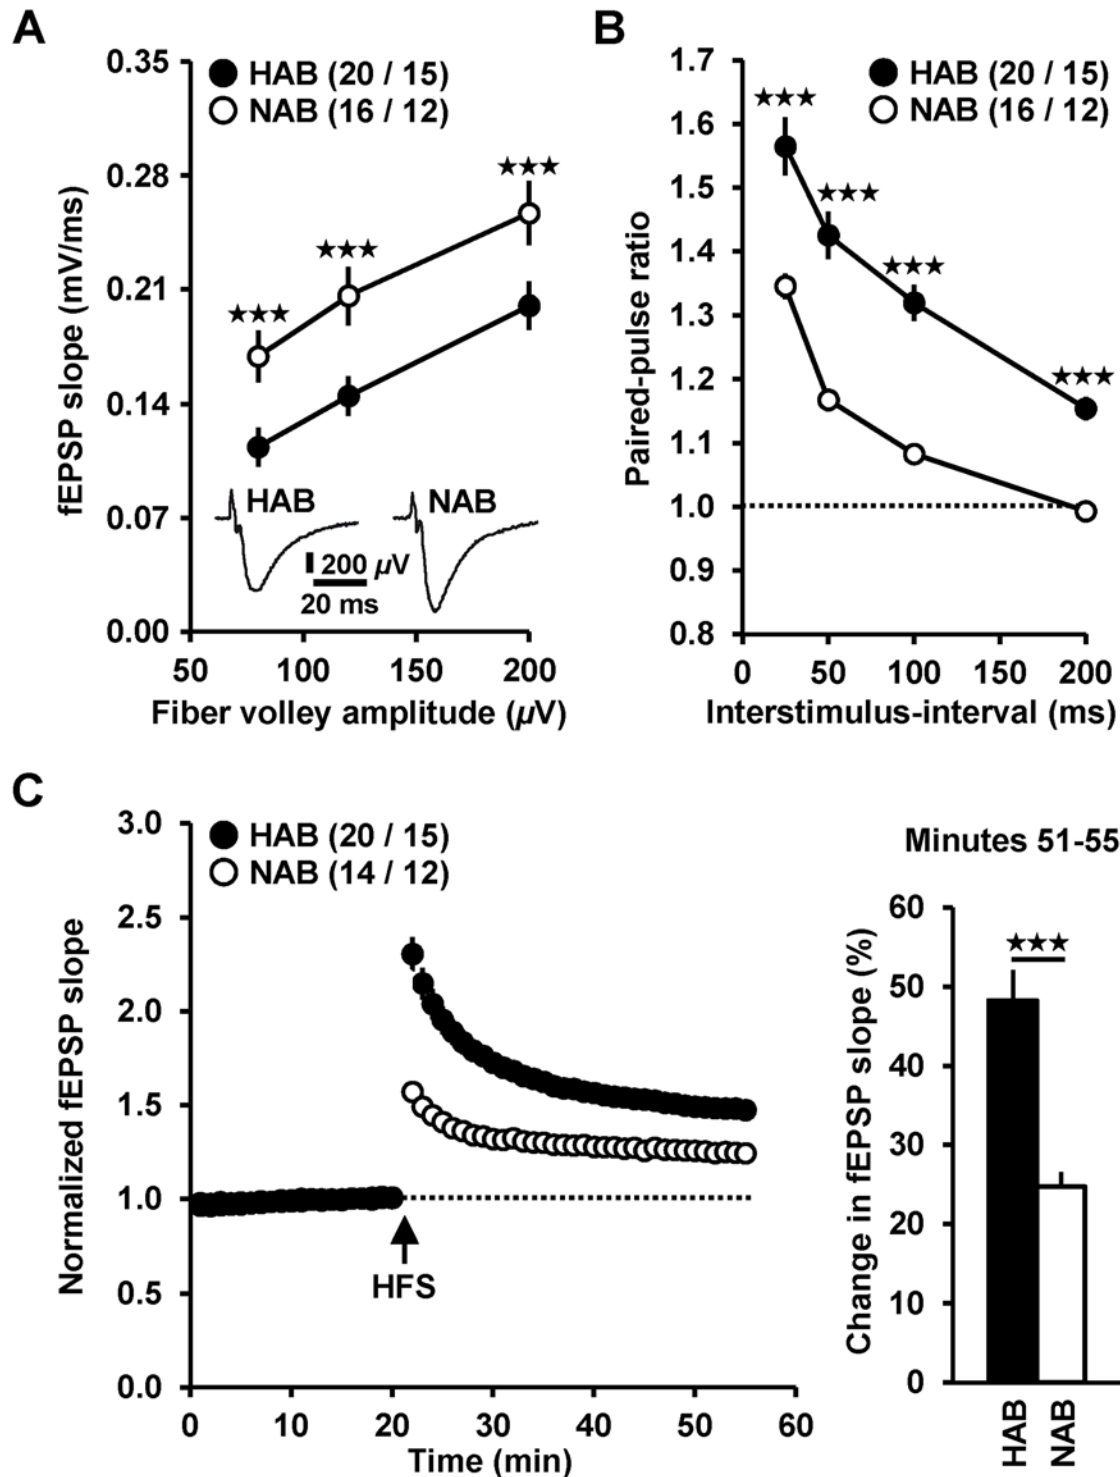 A
0.35
0.28
0.21
0.14
0.07
0.00
fEPSP slope (mV/ms)
HAB (20 / 15)
NAB (16 / 12)
★★★
★★★
★★★
HAB
NAB
200 µV
20 ms
50
100
150
200
Fiber volley amplitude (µV)
B
1.7
1.6
1.5
1.4
1.3
1.2
1.1
1.0
0.9
0.8
Paired-pulse ratio
HAB (20 / 15)
NAB (16 / 12)
★★★
★★★
★★★
★★★
0
50
100
150
200
Interstimulus-interval (ms)
C
3.0
2.5
2.0
1.5
1.0
0.5
0.0
Normalized fEPSP slope
HAB (20 / 15)
NAB (14 / 12)
HFS
0
10
20
30
40
50
60
Time (min)
Minutes 51-55
60
50
40
30
20
10
0
Change in fEPSP slope (%)
★★★
HAB
NAB